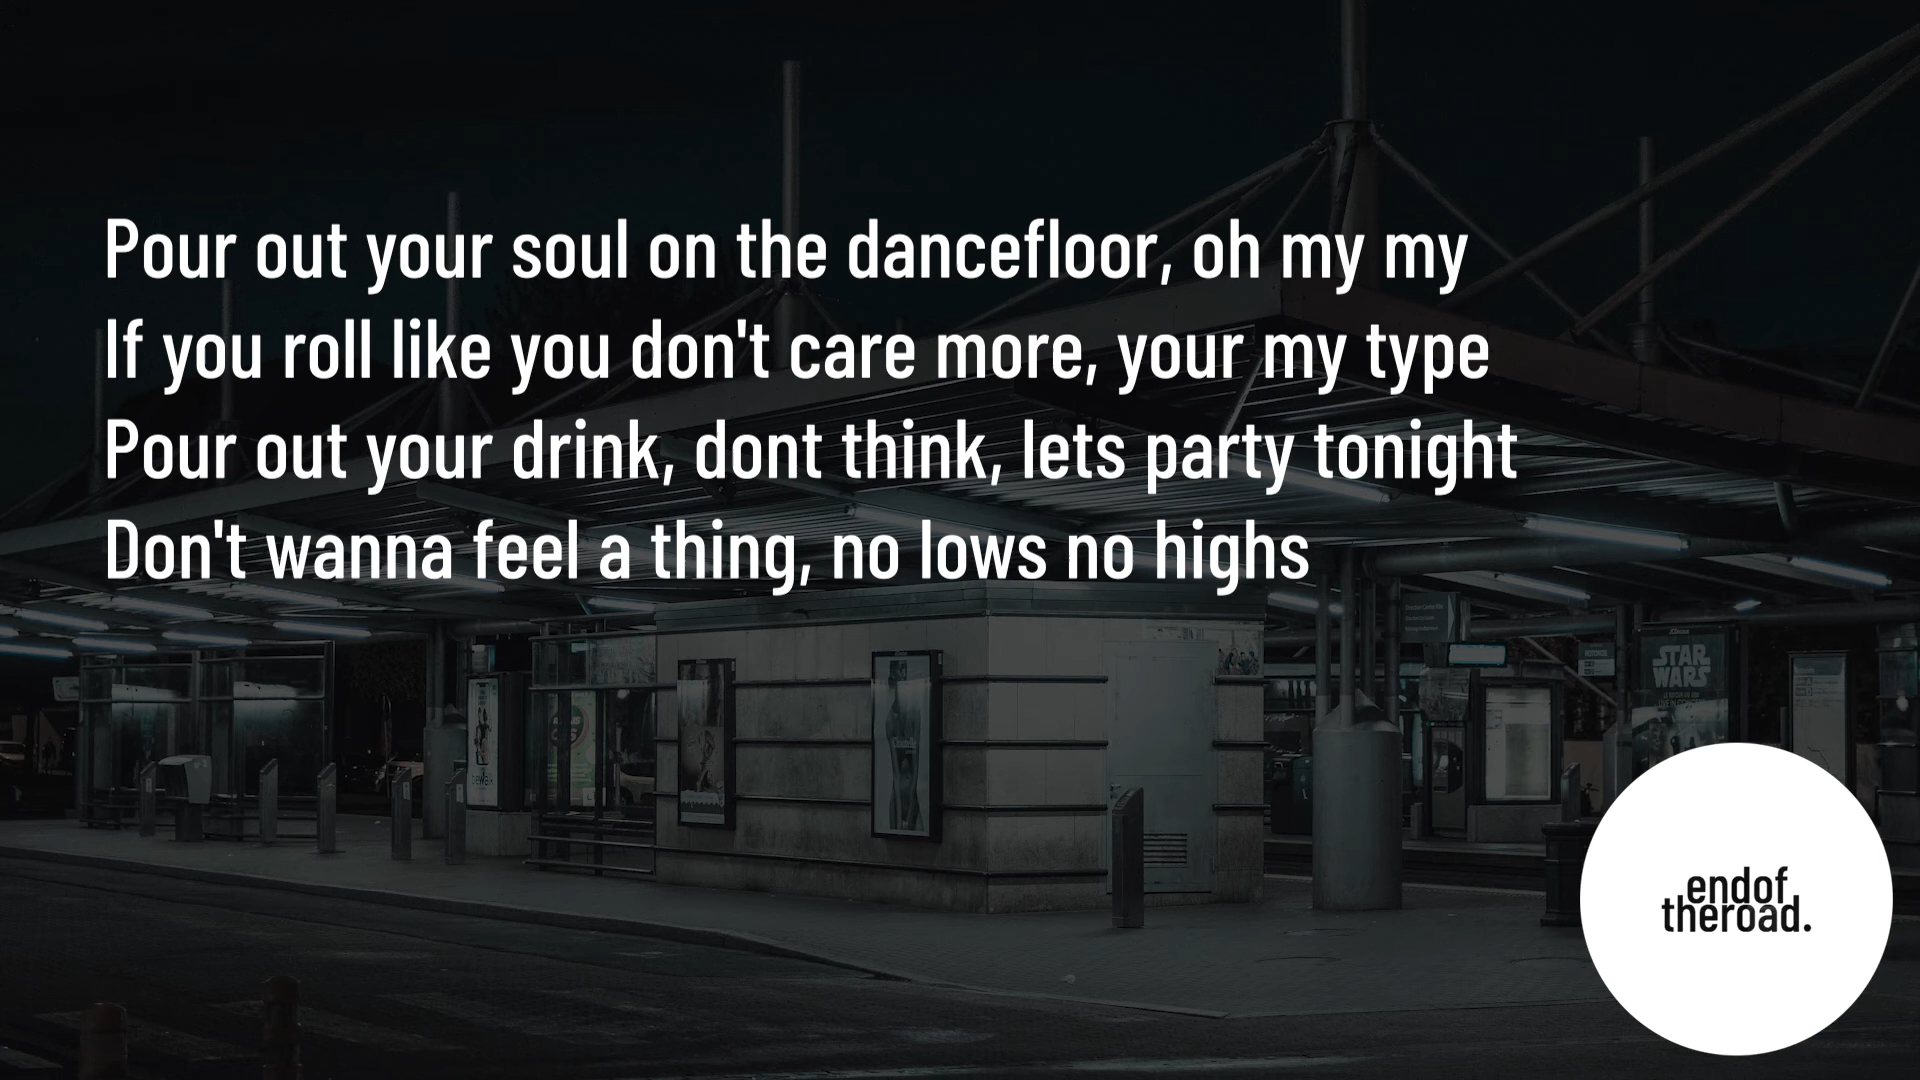 Pour out your soul on the dancefloor, oh my my
If you roll like you don't care more, your my type
Pour out your drink, dont think, lets party tonight
Don't wanna feel a thing, no lows no highs
STAR
WARS
endof
theroad.